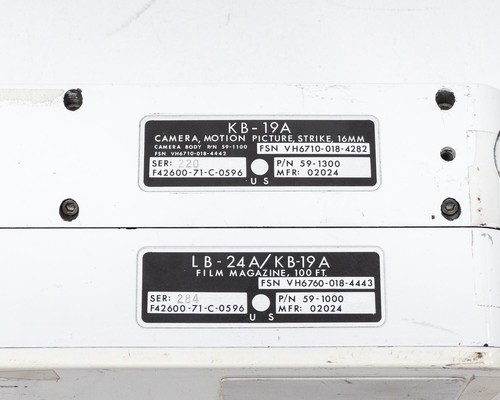 KB-19A
CAMERA, MOTION PICTURE, STRIKE, 16MM
CAMERA BODY P/N 59-1100
FSN VH6710-018-4282
FSN VH6710-018-4442
SER: 220
P/N 59-1300
F42600-71-C-0596
MFR: 02024
U S
LB-24A/KB-19A
FILM MAGAZINE, 100 FT.
FSN VH6760-018-4443
SER: 284
P/N 59-1000
F42600-71-C-0596
MFR: 02024
U S